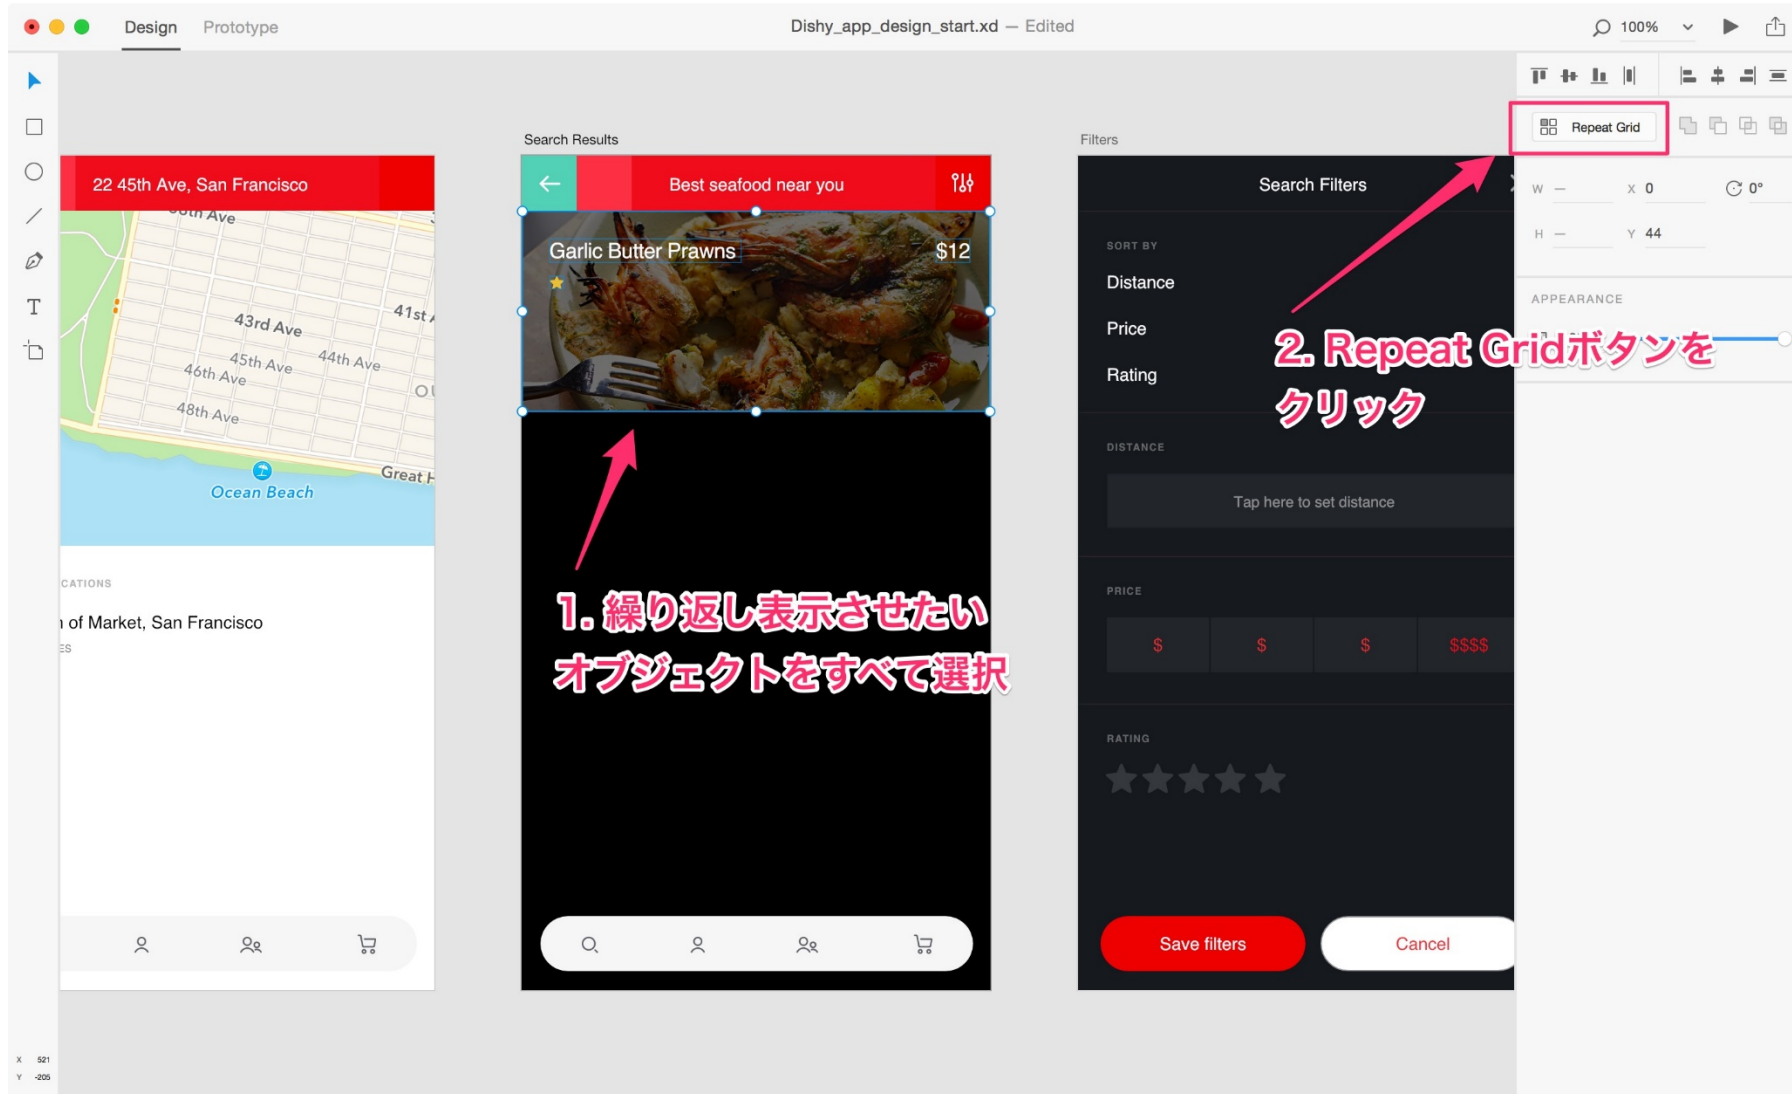 Design Prototype
Dishy_app_design_start.xd — Edited
100%
Repeat Grid
W — X 0 0°
H — Y 44
APPEARANCE
22 45th Ave, San Francisco
43rd Ave
41st
45th Ave
44th Ave
46th Ave
48th Ave
Great H
Ocean Beach
CATIONS
of Market, San Francisco
ES
Search Results
Best seafood near you
Garlic Butter Prawns $12
1. 繰り返し表示させたい
オブジェクトをすべて選択
Filters
Search Filters
SORT BY
Distance
Price
Rating
2. Repeat Gridボタンを
クリック
DISTANCE
Tap here to set distance
PRICE
$ $ $ $$$$
RATING
Save filters Cancel
X 521
Y -205